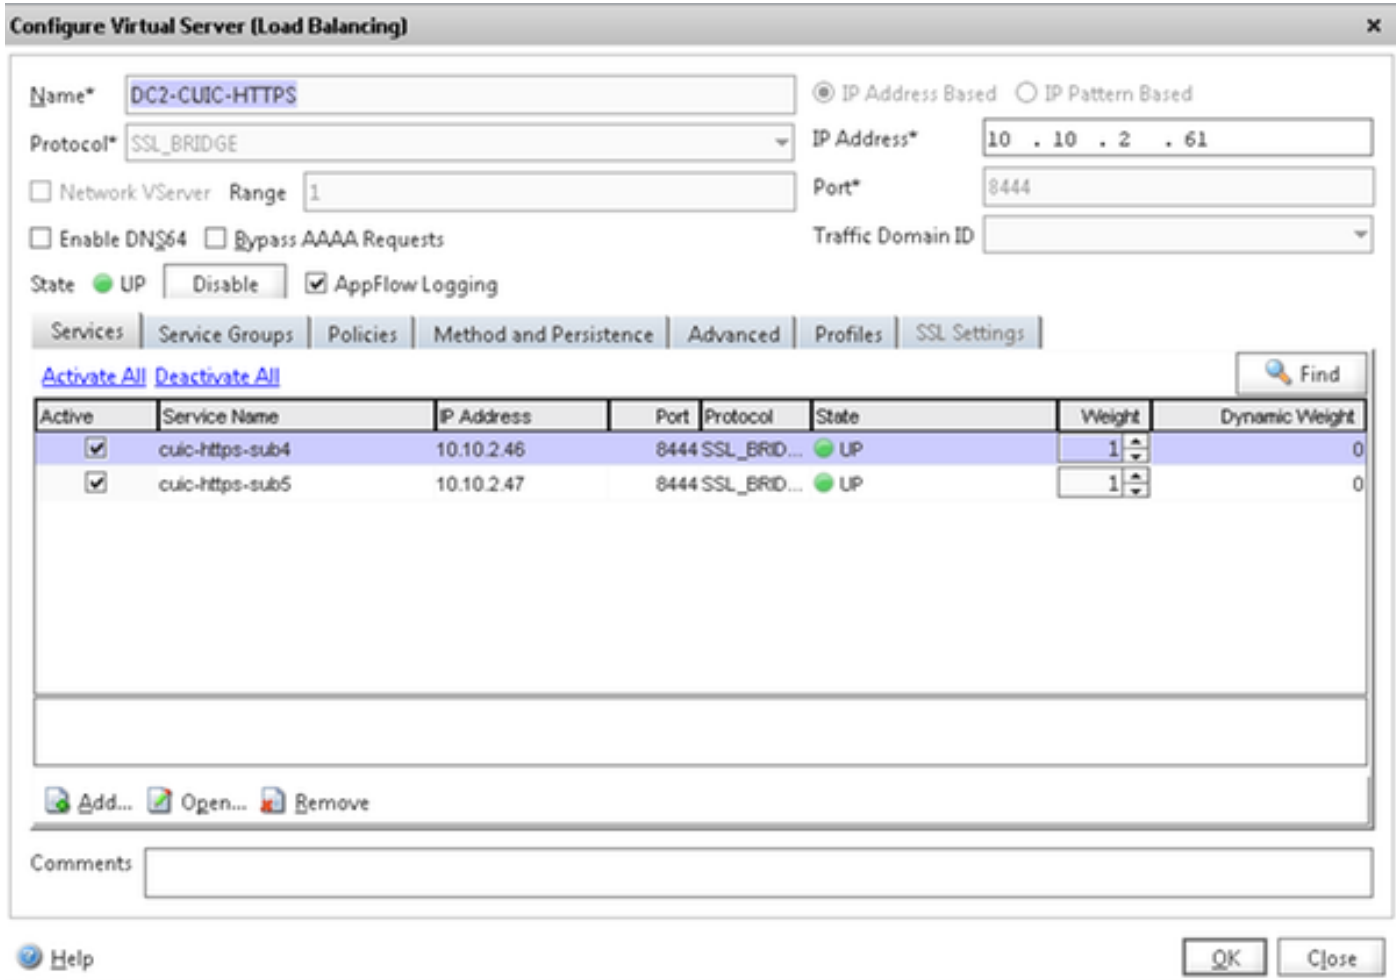 Configure Virtual Server (Load Balancing) ×
Name* DC2-CUIC-HTTPS IP Address Based IP Pattern Based
Protocol* SSL_BRIDGE IP Address* 10 . 10 . 2 . 61
Network VServer Range 1 Port* 8444
Enable DNS64 Bypass AAAA Requests Traffic Domain ID
State UP Disable AppFlow Logging
Services Service Groups Policies Method and Persistence Advanced Profiles SSL Settings
Activate All Deactivate All Find
Active Service Name IP Address Port Protocol State Weight Dynamic Weight
cuic-https-sub4 10.10.2.46 8444 SSL_BRID... UP 1 0
cuic-https-sub5 10.10.2.47 8444 SSL_BRID... UP 1 0
Add... Open... Remove
Comments
Help OK Close